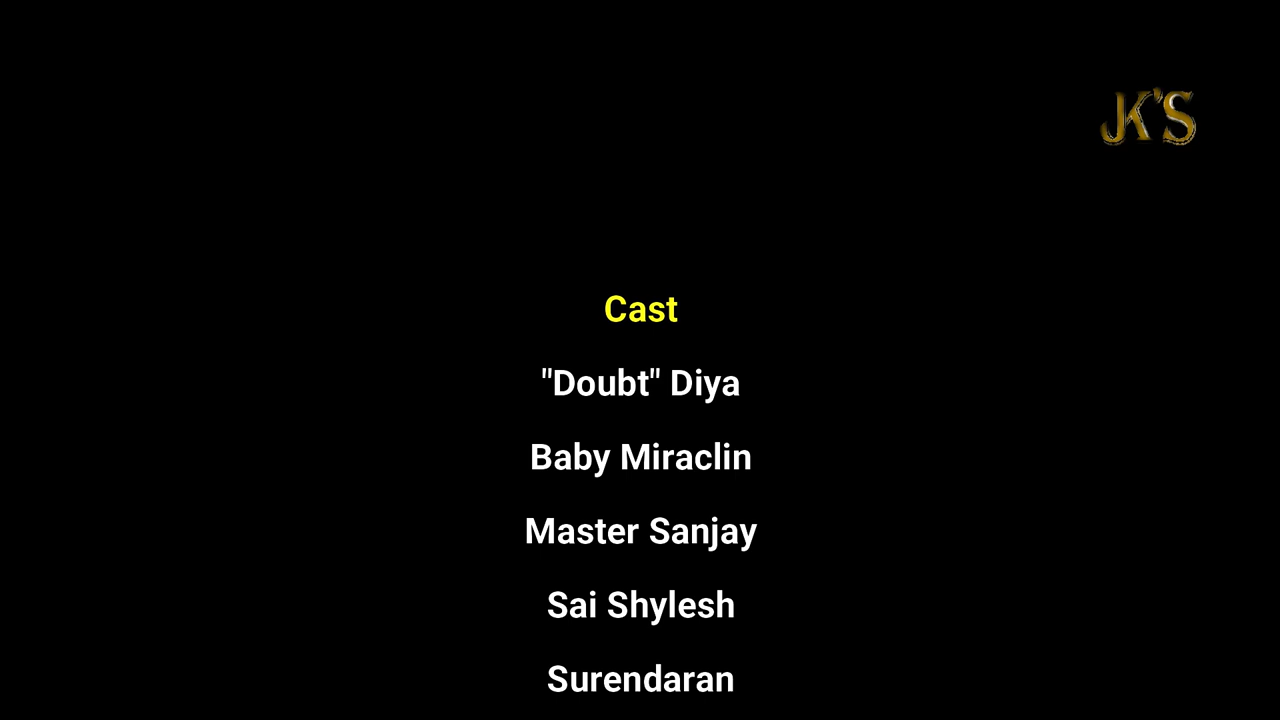 JK'S
Cast
"Doubt" Diya
Baby Miraclin
Master Sanjay
Sai Shylesh
Surendaran